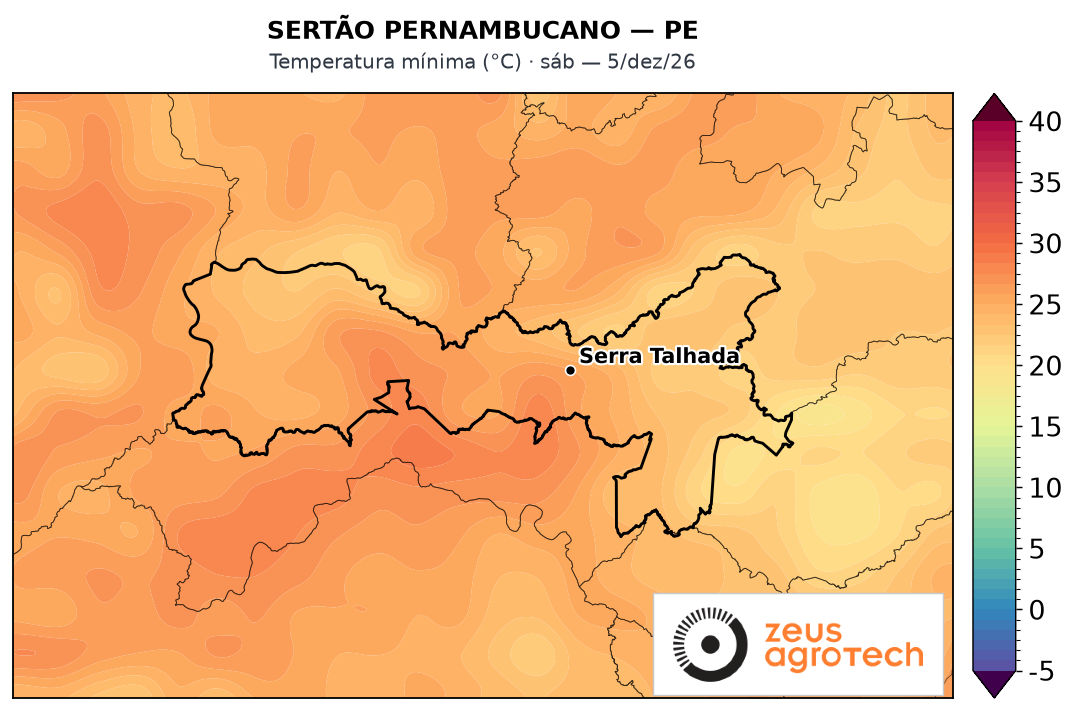 SERTÃO PERNAMBUCANO — PE
Temperatura mínima (°C) · sáb — 5/dez/26
Serra Talhada
40
35
30
25
20
15
10
5
0
-5
zeus
agrotech